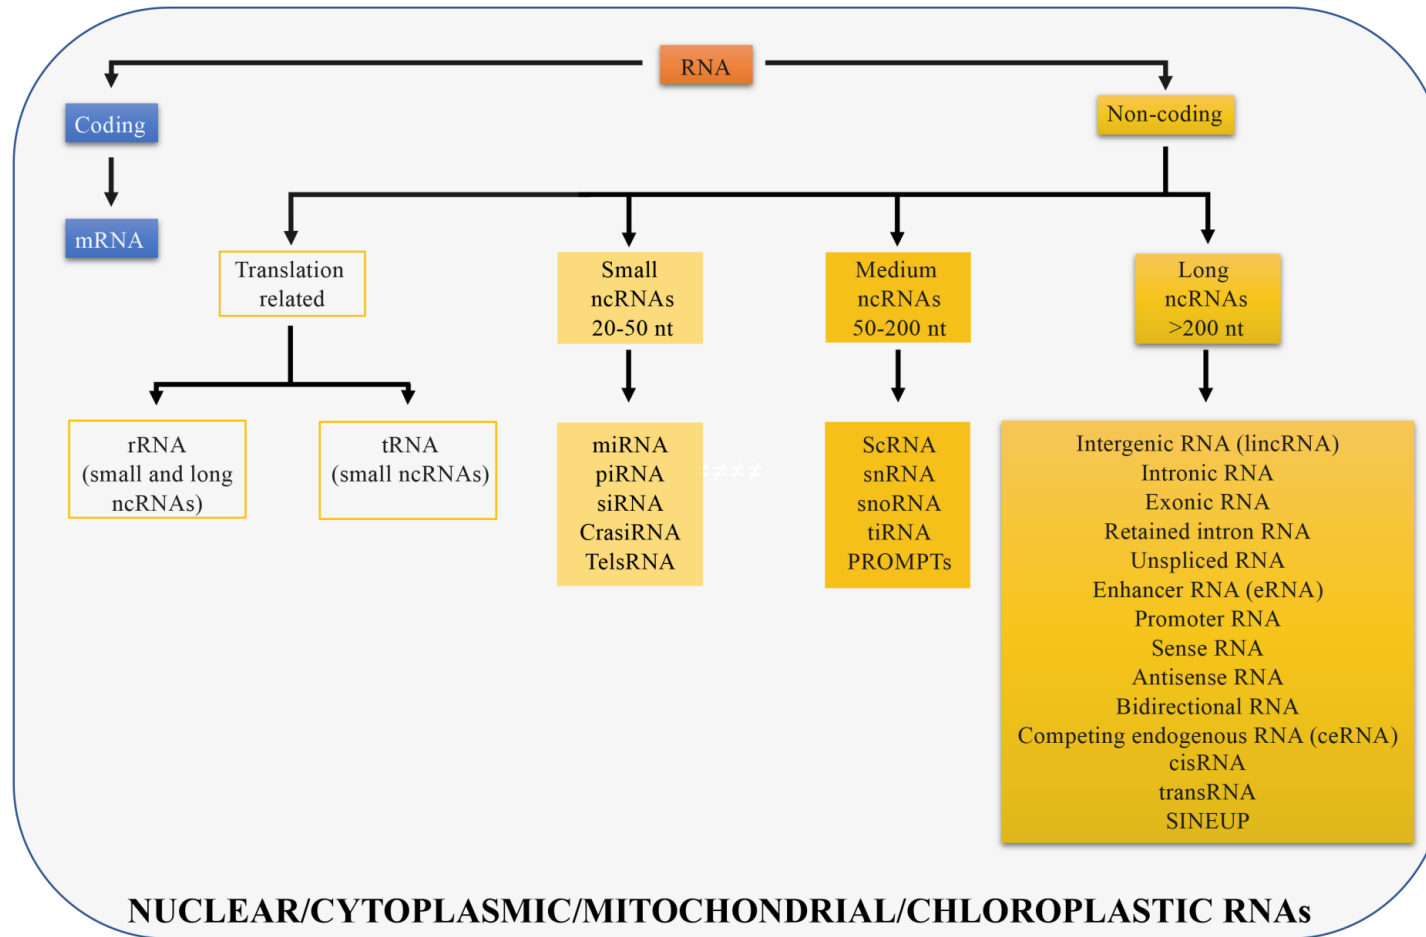 RNA
Coding
Non-coding
mRNA
Translation
related
Small
ncRNAs
20-50 nt
Medium
ncRNAs
50-200 nt
Long
ncRNAs
>200 nt
rRNA
(small and long
ncRNAs)
tRNA
(small ncRNAs)
miRNA
piRNA
siRNA
CrasiRNA
TelsRNA
≠≠≠≠
ScRNA
snRNA
snoRNA
tiRNA
PROMPTs
Intergenic RNA (lincRNA)
Intronic RNA
Exonic RNA
Retained intron RNA
Unspliced RNA
Enhancer RNA (eRNA)
Promoter RNA
Sense RNA
Antisense RNA
Bidirectional RNA
Competing endogenous RNA (ceRNA)
cisRNA
transRNA
SINEUP
NUCLEAR/CYTOPLASMIC/MITOCHONDRIAL/CHLOROPLASTIC RNAs